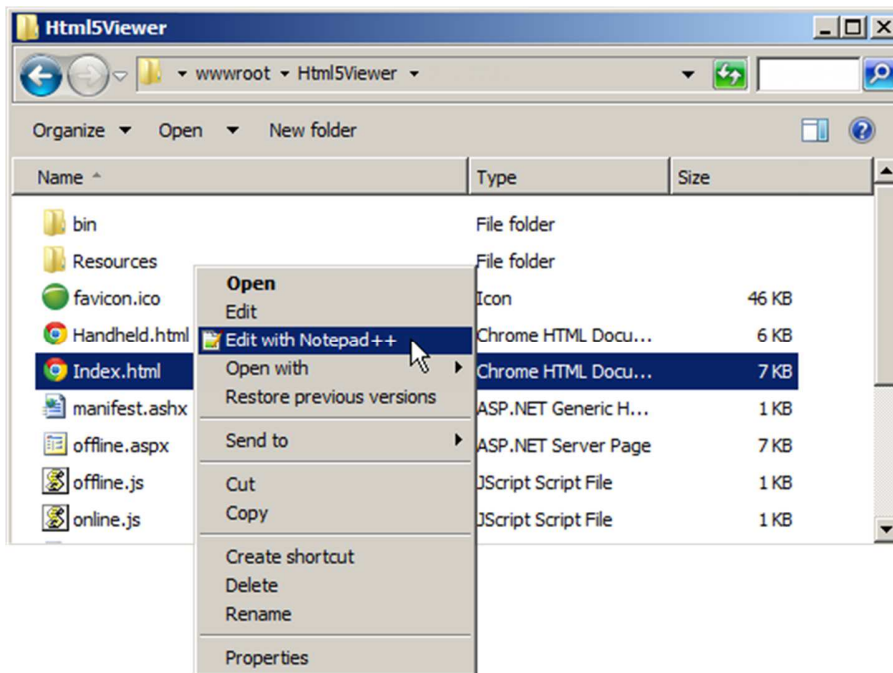 Html5Viewer
wwwroot Html5Viewer
Organize Open New folder
Name Type Size
bin File folder
Resources File folder
favicon.ico Icon 46 KB
Handheld.html Chrome HTML Docu... 6 KB
Index.html Chrome HTML Docu... 7 KB
manifest.ashx ASP.NET Generic H... 1 KB
offline.aspx ASP.NET Server Page 7 KB
offline.js JScript Script File 1 KB
online.js JScript Script File 1 KB
Open
Edit
Edit with Notepad++
Open with
Restore previous versions
Send to
Cut
Copy
Create shortcut
Delete
Rename
Properties